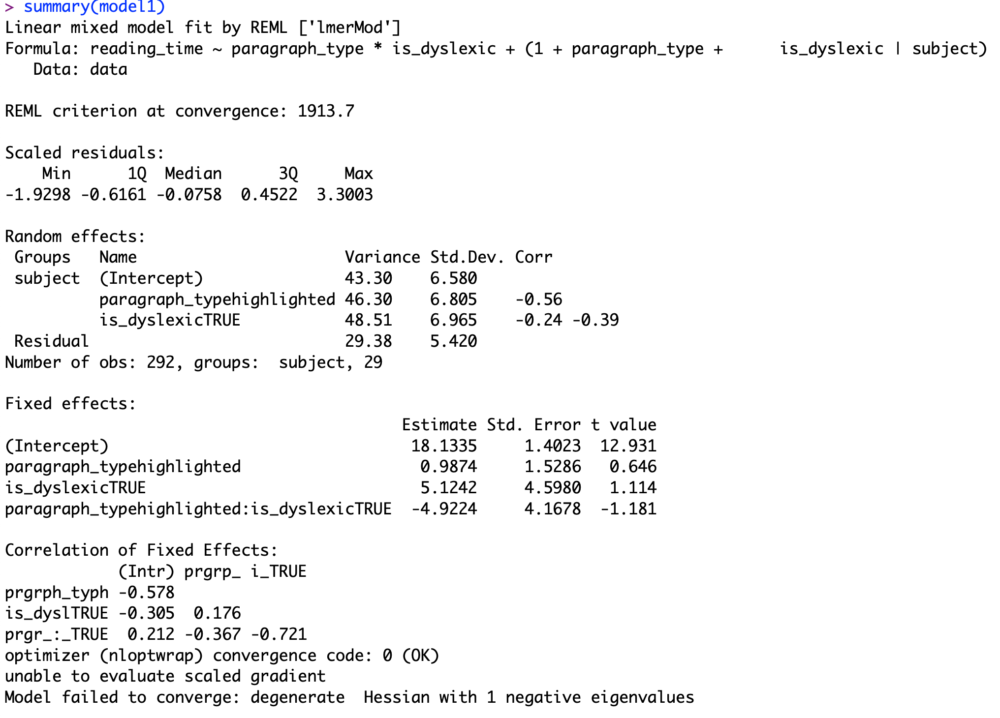 > summary(model1)
Linear mixed model fit by REML ['lmerMod']
Formula: reading_time ~ paragraph_type * is_dyslexic + (1 + paragraph_type +      is_dyslexic | subject)
   Data: data

REML criterion at convergence: 1913.7

Scaled residuals:
    Min      1Q  Median      3Q     Max
-1.9298 -0.6161 -0.0758  0.4522  3.3003

Random effects:
 Groups   Name                      Variance Std.Dev. Corr
 subject  (Intercept)               43.30    6.580
          paragraph_typehighlighted 46.30    6.805    -0.56
          is_dyslexicTRUE           48.51    6.965    -0.24 -0.39
 Residual                           29.38    5.420
Number of obs: 292, groups:  subject, 29

Fixed effects:
                                          Estimate Std. Error t value
(Intercept)                                18.1335     1.4023  12.931
paragraph_typehighlighted                   0.9874     1.5286   0.646
is_dyslexicTRUE                             5.1242     4.5980   1.114
paragraph_typehighlighted:is_dyslexicTRUE  -4.9224     4.1678  -1.181

Correlation of Fixed Effects:
            (Intr) prgrp_ i_TRUE
prgrph_typh -0.578
is_dyslTRUE -0.305  0.176
prgr_:_TRUE  0.212 -0.367 -0.721
optimizer (nloptwrap) convergence code: 0 (OK)
unable to evaluate scaled gradient
Model failed to converge: degenerate  Hessian with 1 negative eigenvalues